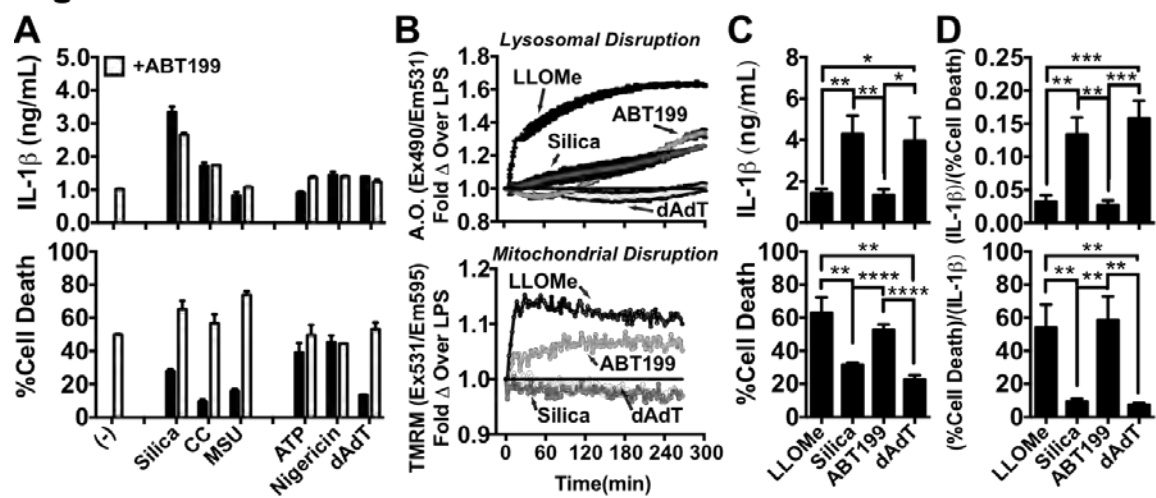 A
+ABT199
IL-1β (ng/mL)
5.0
4.0
3.0
2.0
1.0
0.0
%Cell Death
100
80
60
40
20
0
(-)
Silica
CC
MSU
ATP
Nigericin
dAdT
B
Lysosomal Disruption
A.O. (Ex490/Em531)
Fold Δ Over LPS
1.8
1.6
1.4
1.2
1.0
0.8
LLOMe
ABT199
Silica
dAdT
Mitochondrial Disruption
TMRM (Ex531/Em595)
Fold Δ Over LPS
1.2
1.1
1.0
0.9
LLOMe
ABT199
Silica
dAdT
0
60
120
180
240
300
Time(min)
C
IL-1β (ng/mL)
8
6
4
2
0
*
** *
**
%Cell Death
100
80
60
40
20
0
**
** ****
****
LLOMe
Silica
ABT199
dAdT
D
(IL-1β)/(%Cell Death)
0.25
0.20
0.15
0.10
0.05
0.00
***
** ***
**
(%Cell Death)/(IL-1β)
100
80
60
40
20
0
**
** ** **
LLOMe
Silica
ABT199
dAdT